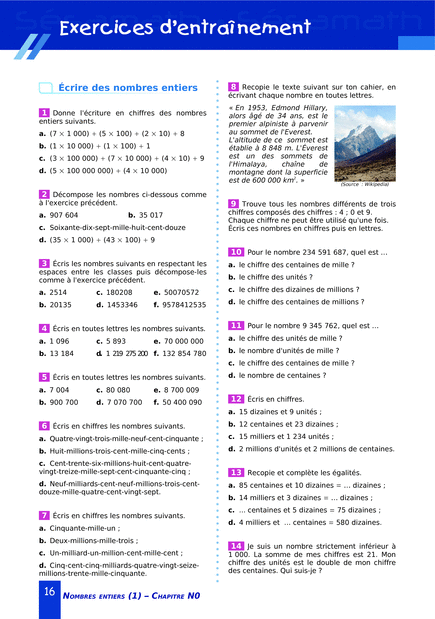 Exercices d'entraînement
Écrire des nombres entiers
1 Donne l'écriture en chiffres des nombres
entiers suivants.
a. (7 × 1 000) + (5 × 100) + (2 × 10) + 8
b. (1 × 10 000) + (1 × 100) + 1
c. (3 × 100 000) + (7 × 10 000) + (4 × 10) + 9
d. (5 × 100 000 000) + (4 × 10 000)
2 Décompose les nombres ci-dessous comme
à l'exercice précédent.
a. 907 604 b. 35 017
c. Soixante-dix-sept-mille-huit-cent-douze
d. (35 × 1 000) + (43 × 100) + 9
3 Écris les nombres suivants en respectant les
espaces entre les classes puis décompose-les
comme à l'exercice précédent.
a. 2514 c. 180208 e. 50070572
b. 20135 d. 1453346 f. 9578412535
4 Écris en toutes lettres les nombres suivants.
a. 1 096 c. 5 893 e. 70 000 000
b. 13 184 d. 1 219 275 200 f. 132 854 780
5 Écris en toutes lettres les nombres suivants.
a. 7 004 c. 80 080 e. 8 700 009
b. 900 700 d. 7 070 700 f. 50 400 090
6 Écris en chiffres les nombres suivants.
a. Quatre-vingt-trois-mille-neuf-cent-cinquante ;
b. Huit-millions-trois-cent-mille-cinq-cents ;
c. Cent-trente-six-millions-huit-cent-quatre-
vingt-treize-mille-sept-cent-cinquante-cinq ;
d. Neuf-milliards-cent-neuf-millions-trois-cent-
douze-mille-quatre-cent-vingt-sept.
7 Écris en chiffres les nombres suivants.
a. Cinquante-mille-un ;
b. Deux-millions-mille-trois ;
c. Un-milliard-un-million-cent-mille-cent ;
d. Cinq-cent-cinq-milliards-quatre-vingt-seize-
millions-trente-mille-cinquante.
8 Recopie le texte suivant sur ton cahier, en
écrivant chaque nombre en toutes lettres.
« En 1953, Edmond Hillary,
alors âgé de 34 ans, est le
premier alpiniste à parvenir
au sommet de l'Everest.
L'altitude de ce sommet est
établie à 8 848 m. L'Éverest
est un des sommets de
l'Himalaya, chaîne de
montagne dont la superficie
est de 600 000 km². »
(Source : Wikipedia)
9 Trouve tous les nombres différents de trois
chiffres composés des chiffres : 4 ; 0 et 9.
Chaque chiffre ne peut être utilisé qu'une fois.
Écris ces nombres en chiffres puis en lettres.
10 Pour le nombre 234 591 687, quel est ...
a. le chiffre des centaines de mille ?
b. le chiffre des unités ?
c. le chiffre des dizaines de millions ?
d. le chiffre des centaines de millions ?
11 Pour le nombre 9 345 762, quel est ...
a. le chiffre des unités de mille ?
b. le nombre d'unités de mille ?
c. le chiffre des centaines de mille ?
d. le nombre de centaines ?
12 Écris en chiffres.
a. 15 dizaines et 9 unités ;
b. 12 centaines et 23 dizaines ;
c. 15 milliers et 1 234 unités ;
d. 2 millions d'unités et 2 millions de centaines.
13 Recopie et complète les égalités.
a. 85 centaines et 10 dizaines = ... dizaines ;
b. 14 milliers et 3 dizaines = ... dizaines ;
c. ... centaines et 5 dizaines = 75 dizaines ;
d. 4 milliers et ... centaines = 580 dizaines.
14 Je suis un nombre strictement inférieur à
1 000. La somme de mes chiffres est 21. Mon
chiffre des unités est le double de mon chiffre
des centaines. Qui suis-je ?
16 Nombres entiers (1) – Chapitre N0